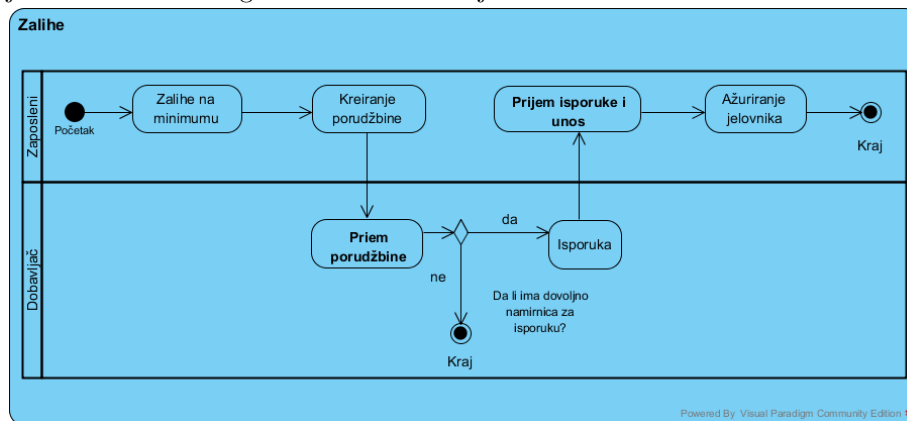 Zalihe
Zaposleni
Početak
Zalihe na
minimumu
Kreiranje
porudžbine
Prijem isporuke i
unos
Ažuriranje
jelovnika
Kraj
Dobavljač
Priem
porudžbine
da
ne
Isporuka
Da li ima dovoljno
namirnica za
isporuku?
Kraj
Powered By Visual Paradigm Community Edition